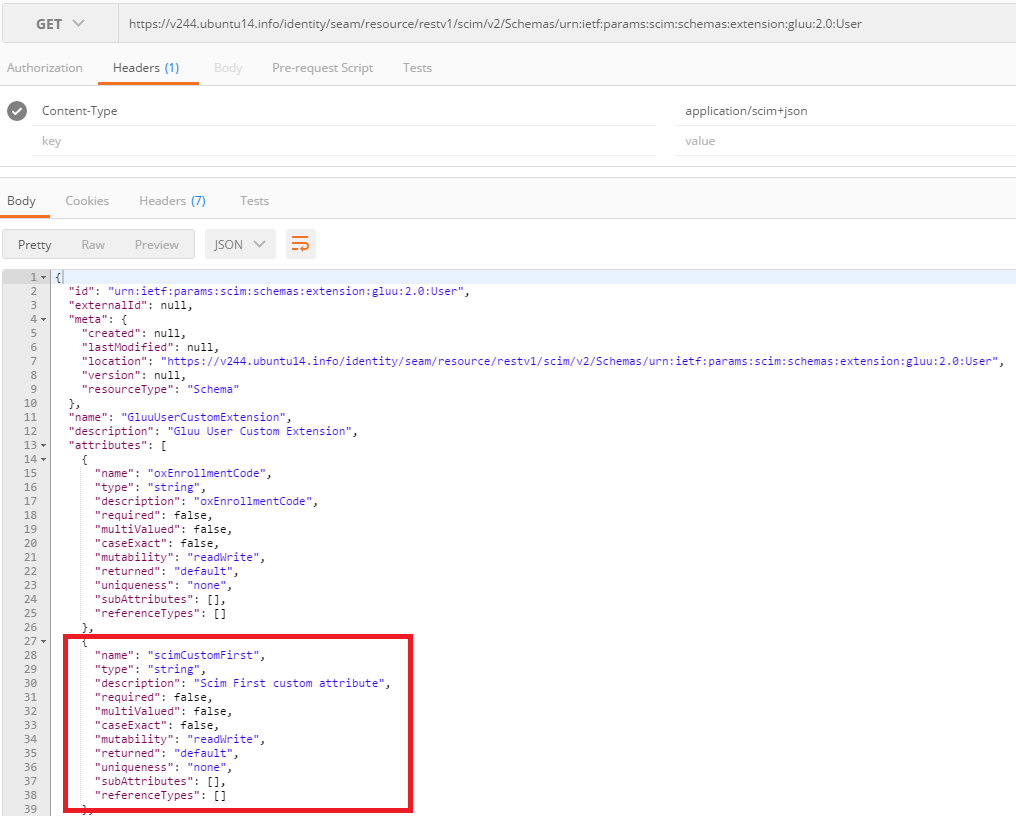 GET https://v244.ubuntu14.info/identity/seam/resource/restv1/scim/v2/Schemas/urn:ietf:params:scim:schemas:extension:gluu:2.0:User
Authorization Headers (1) Body Pre-request Script Tests
Content-Type application/scim+json
key value
Body Cookies Headers (7) Tests
Pretty Raw Preview JSON
1 {
2 "id": "urn:ietf:params:scim:schemas:extension:gluu:2.0:User",
3 "externalId": null,
4 "meta": {
5 "created": null,
6 "lastModified": null,
7 "location": "https://v244.ubuntu14.info/identity/seam/resource/restv1/scim/v2/Schemas/urn:ietf:params:scim:schemas:extension:gluu:2.0:User",
8 "version": null,
9 "resourceType": "Schema"
10 },
11 "name": "GluuUserCustomExtension",
12 "description": "Gluu User Custom Extension",
13 "attributes": [
14 {
15 "name": "oxEnrollmentCode",
16 "type": "string",
17 "description": "oxEnrollmentCode",
18 "required": false,
19 "multiValued": false,
20 "caseExact": false,
21 "mutability": "readWrite",
22 "returned": "default",
23 "uniqueness": "none",
24 "subAttributes": [],
25 "referenceTypes": []
26 },
27 {
28 "name": "scimCustomFirst",
29 "type": "string",
30 "description": "Scim First custom attribute",
31 "required": false,
32 "multiValued": false,
33 "caseExact": false,
34 "mutability": "readWrite",
35 "returned": "default",
36 "uniqueness": "none",
37 "subAttributes": [],
38 "referenceTypes": []
39 },